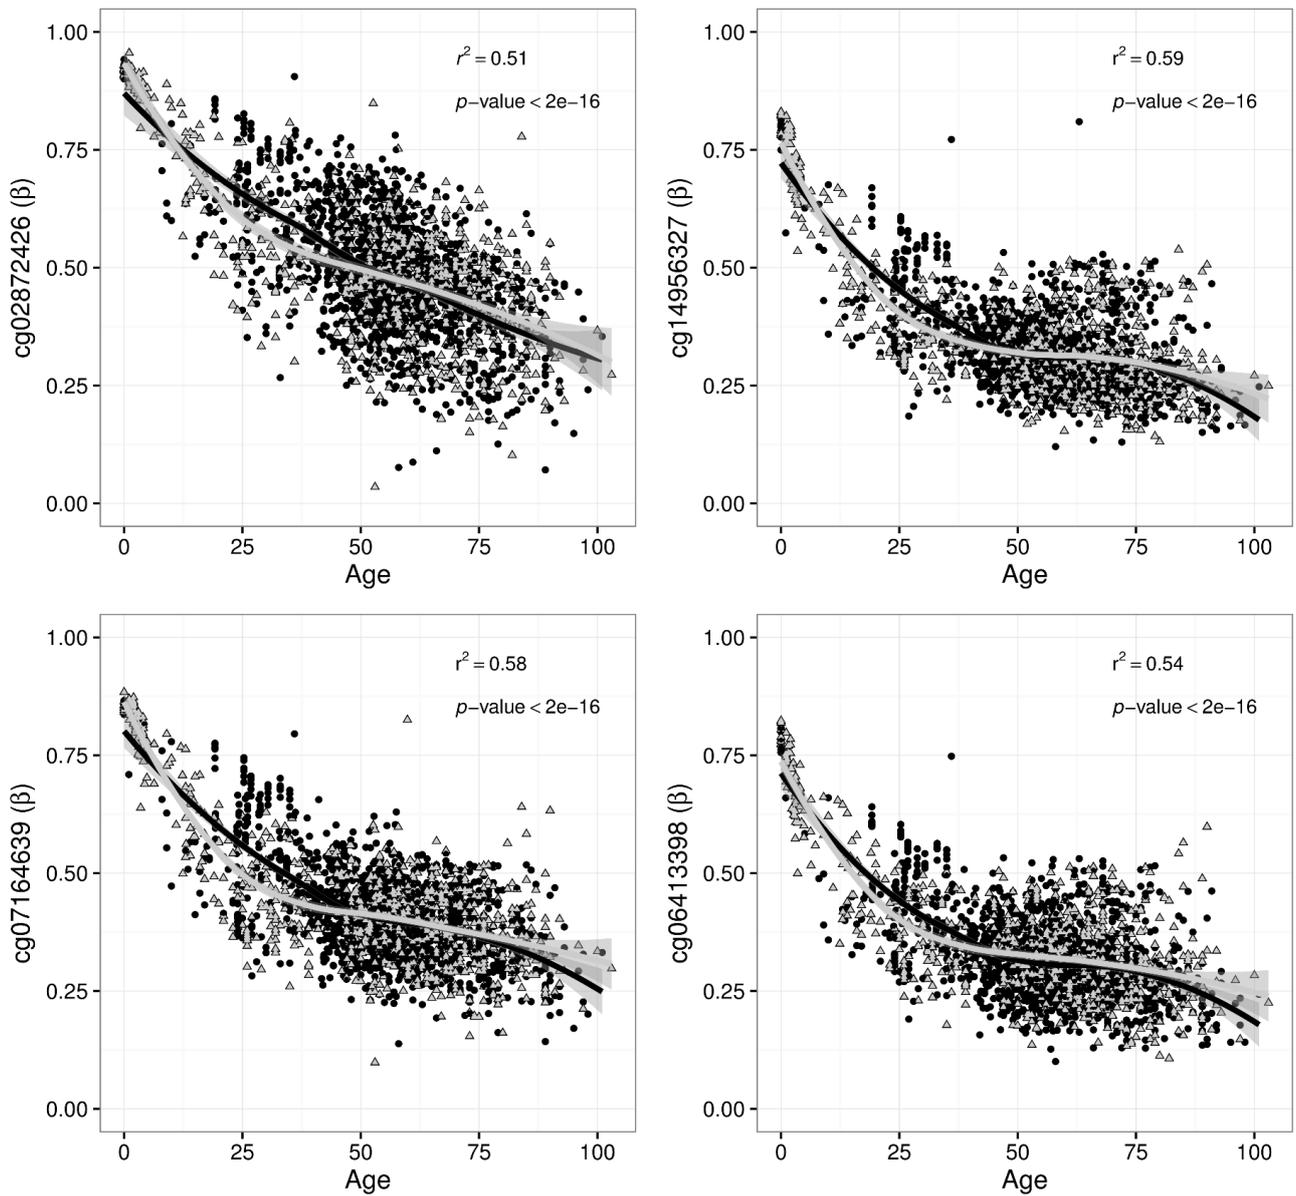 1.00
0.75
0.50
0.25
0.00
cg02872426 (β)
r² = 0.51
p−value < 2e−16
0 25 50 75 100
Age
1.00
0.75
0.50
0.25
0.00
cg14956327 (β)
r² = 0.59
p−value < 2e−16
0 25 50 75 100
Age
1.00
0.75
0.50
0.25
0.00
cg07164639 (β)
r² = 0.58
p−value < 2e−16
0 25 50 75 100
Age
1.00
0.75
0.50
0.25
0.00
cg06413398 (β)
r² = 0.54
p−value < 2e−16
0 25 50 75 100
Age